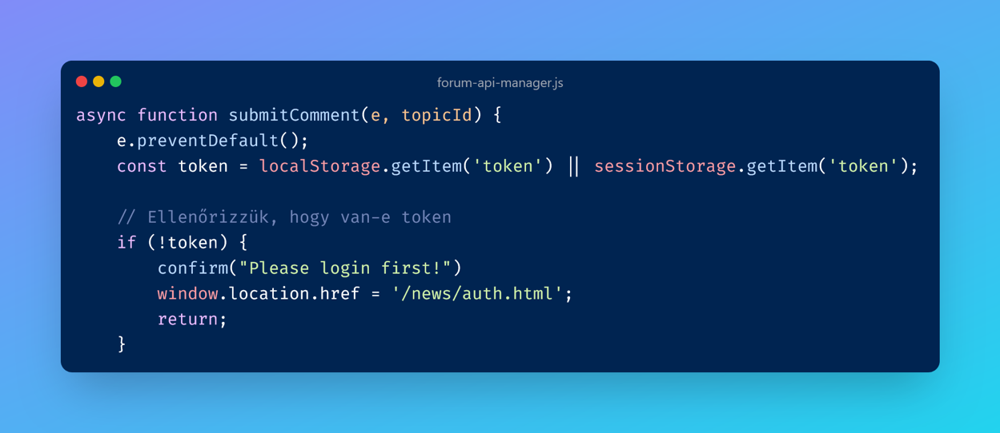 forum-api-manager.js
async function submitComment(e, topicId) {
e.preventDefault();
const token = localStorage.getItem('token') || sessionStorage.getItem('token');
// Ellenőrizzük, hogy van-e token
if (!token) {
confirm("Please login first!")
window.location.href = '/news/auth.html';
return;
}